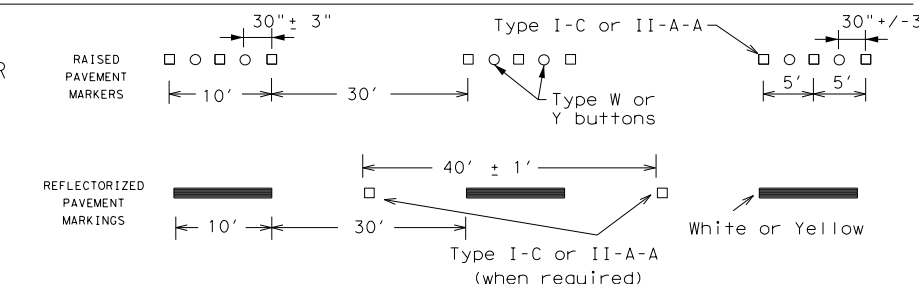 30"± 3"
Type I-C or II-A-A
30"+/-3
R
RAISED
PAVEMENT
MARKERS
10'
30'
5'
5'
Type W or
Y buttons
40' ± 1'
REFLECTORIZED
PAVEMENT
MARKINGS
10'
30'
White or Yellow
Type I-C or II-A-A
(when required)